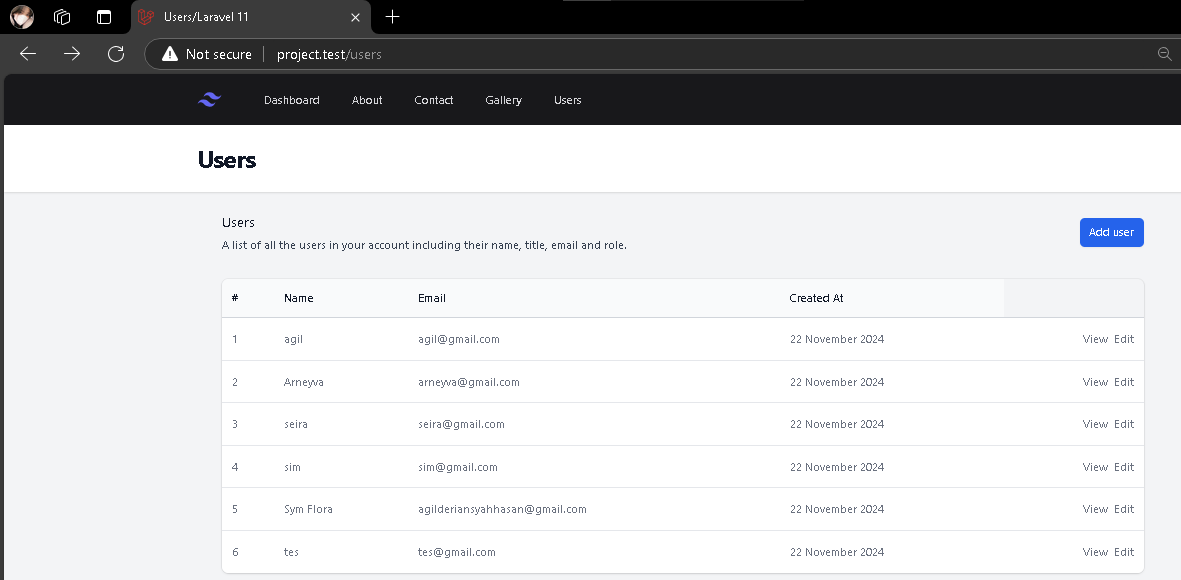 Users/Laravel 11
Not secure project.test/users
Dashboard About Contact Gallery Users
Users
Users
A list of all the users in your account including their name, title, email and role.
Add user
# Name Email Created At
1 agil agil@gmail.com 22 November 2024 View Edit
2 Arneyva arneyva@gmail.com 22 November 2024 View Edit
3 seira seira@gmail.com 22 November 2024 View Edit
4 sim sim@gmail.com 22 November 2024 View Edit
5 Sym Flora agilderiansyahhasan@gmail.com 22 November 2024 View Edit
6 tes tes@gmail.com 22 November 2024 View Edit